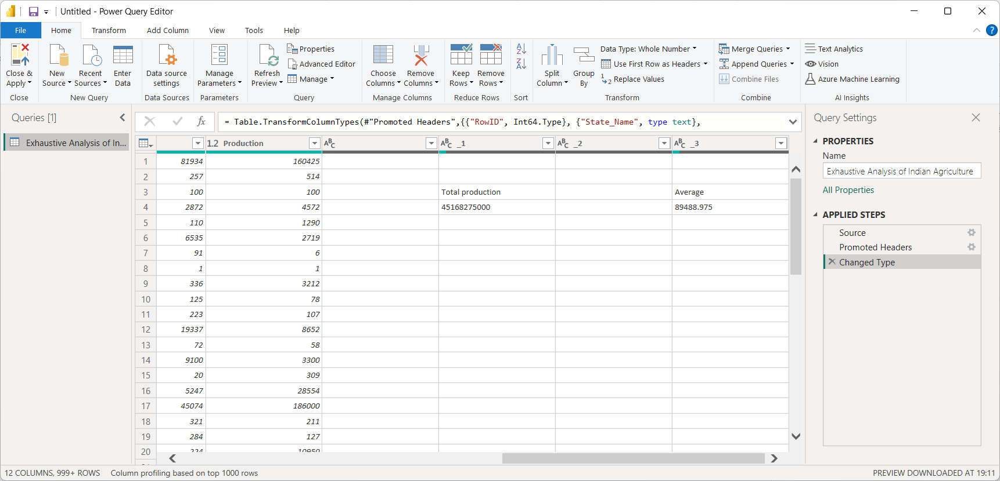 Untitled - Power Query Editor
File Home Transform Add Column View Tools Help
Close & Apply
New Source
Recent Sources
Enter Data
Data source settings
Manage Parameters
Refresh Preview
Properties
Advanced Editor
Manage
Choose Columns
Remove Columns
Keep Rows
Remove Rows
Split Column
Group By
Data Type: Whole Number
Use First Row as Headers
Replace Values
Merge Queries
Append Queries
Combine Files
Text Analytics
Vision
Azure Machine Learning
Close New Query Data Sources Parameters Query Manage Columns Reduce Rows Sort Transform Combine AI Insights
Queries [1]
Exhaustive Analysis of In...
fx = Table.TransformColumnTypes(#"Promoted Headers",{{"RowID", Int64.Type}, {"State_Name", type text},
1.2 Production ABC ABC _1 ABC _2 ABC _3
1 81934 160425
2 257 514
3 100 100 Total production Average
4 2872 4572 45168275000 89488.975
5 110 1290
6 6535 2719
7 91 6
8 1 1
9 336 3212
10 125 78
11 223 107
12 19337 8652
13 72 58
14 9100 3300
15 20 309
16 5247 28554
17 45074 186000
18 321 211
19 284 127
20 224 10950
Query Settings
PROPERTIES
Name
Exhaustive Analysis of Indian Agriculture
All Properties
APPLIED STEPS
Source
Promoted Headers
Changed Type
12 COLUMNS, 999+ ROWS Column profiling based on top 1000 rows PREVIEW DOWNLOADED AT 19:11